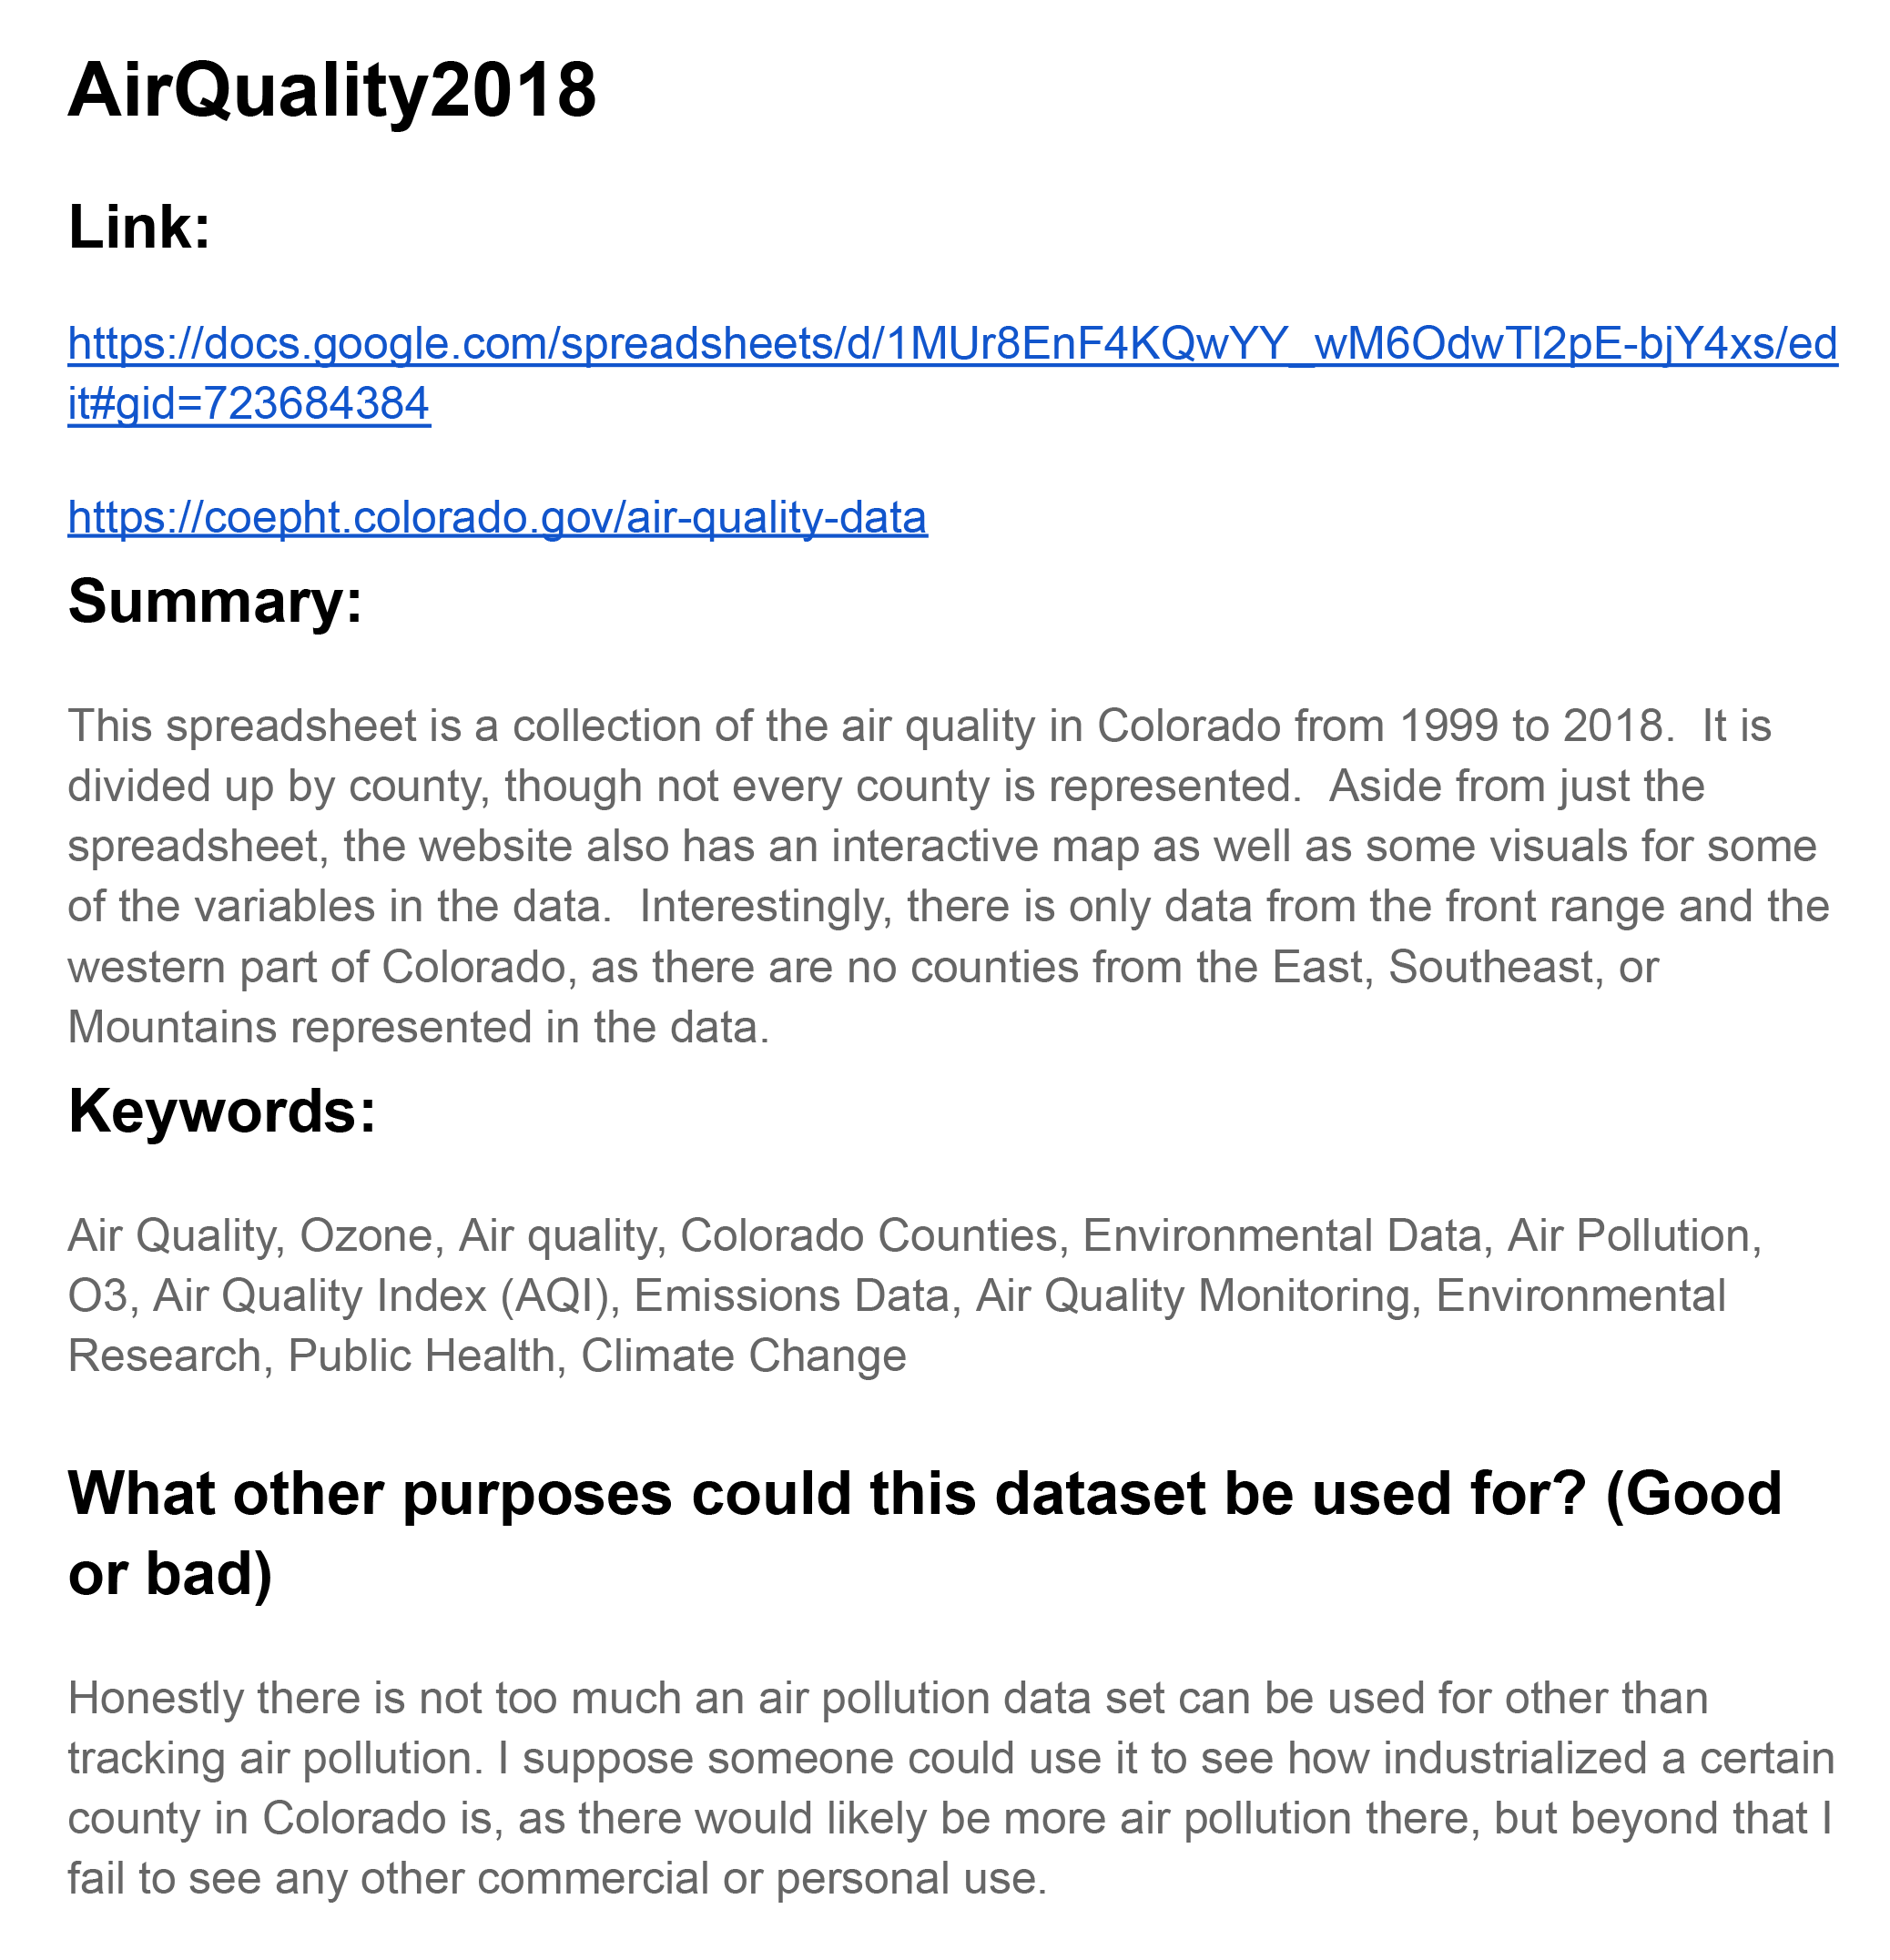 AirQuality2018
Link:
https://docs.google.com/spreadsheets/d/1MUr8EnF4KQwYY_wM6OdwTl2pE-bjY4xs/ed
it#gid=723684384
https://coepht.colorado.gov/air-quality-data
Summary:
This spreadsheet is a collection of the air quality in Colorado from 1999 to 2018.  It is
divided up by county, though not every county is represented.  Aside from just the
spreadsheet, the website also has an interactive map as well as some visuals for some
of the variables in the data.  Interestingly, there is only data from the front range and the
western part of Colorado, as there are no counties from the East, Southeast, or
Mountains represented in the data.
Keywords:
Air Quality, Ozone, Air quality, Colorado Counties, Environmental Data, Air Pollution,
O3, Air Quality Index (AQI), Emissions Data, Air Quality Monitoring, Environmental
Research, Public Health, Climate Change
What other purposes could this dataset be used for? (Good
or bad)
Honestly there is not too much an air pollution data set can be used for other than
tracking air pollution. I suppose someone could use it to see how industrialized a certain
county in Colorado is, as there would likely be more air pollution there, but beyond that I
fail to see any other commercial or personal use.